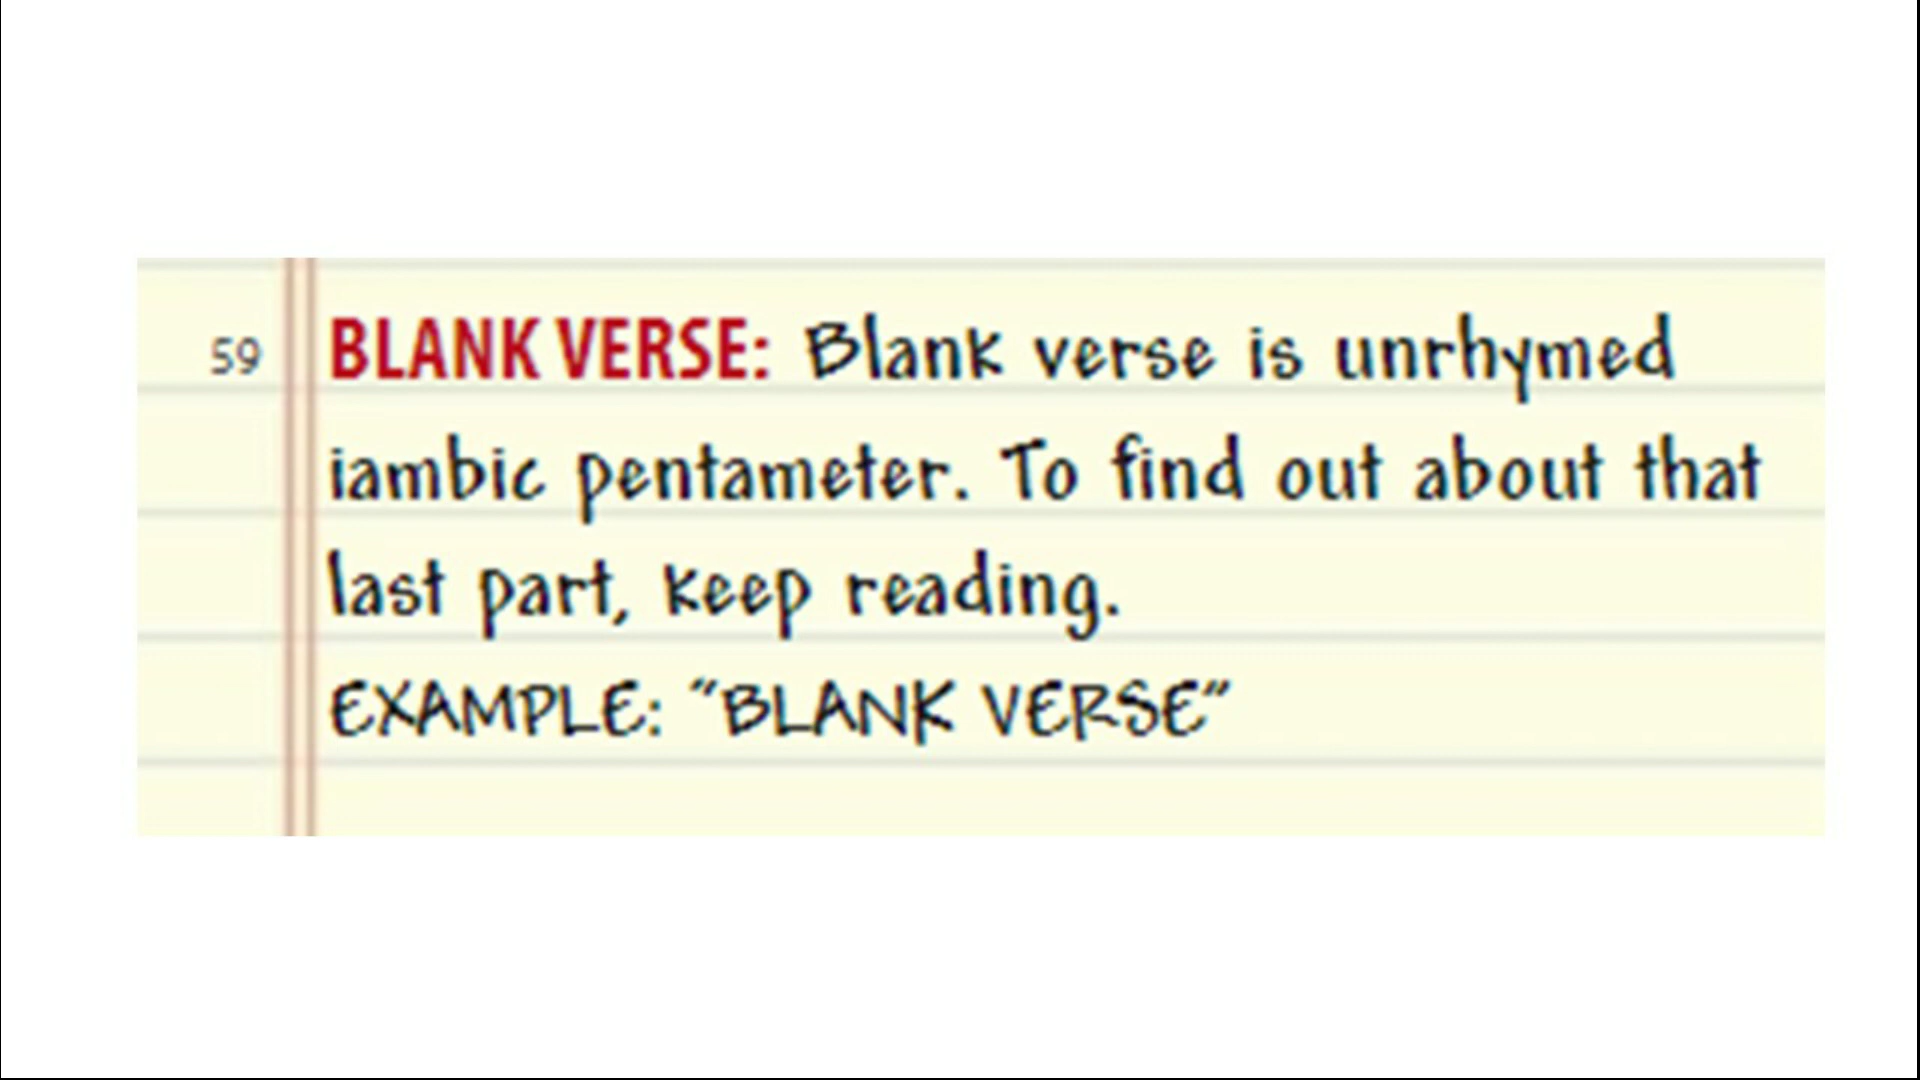 59 BLANK VERSE: Blank verse is unrhymed
iambic pentameter. To find out about that
last part, keep reading.
EXAMPLE: "BLANK VERSE"